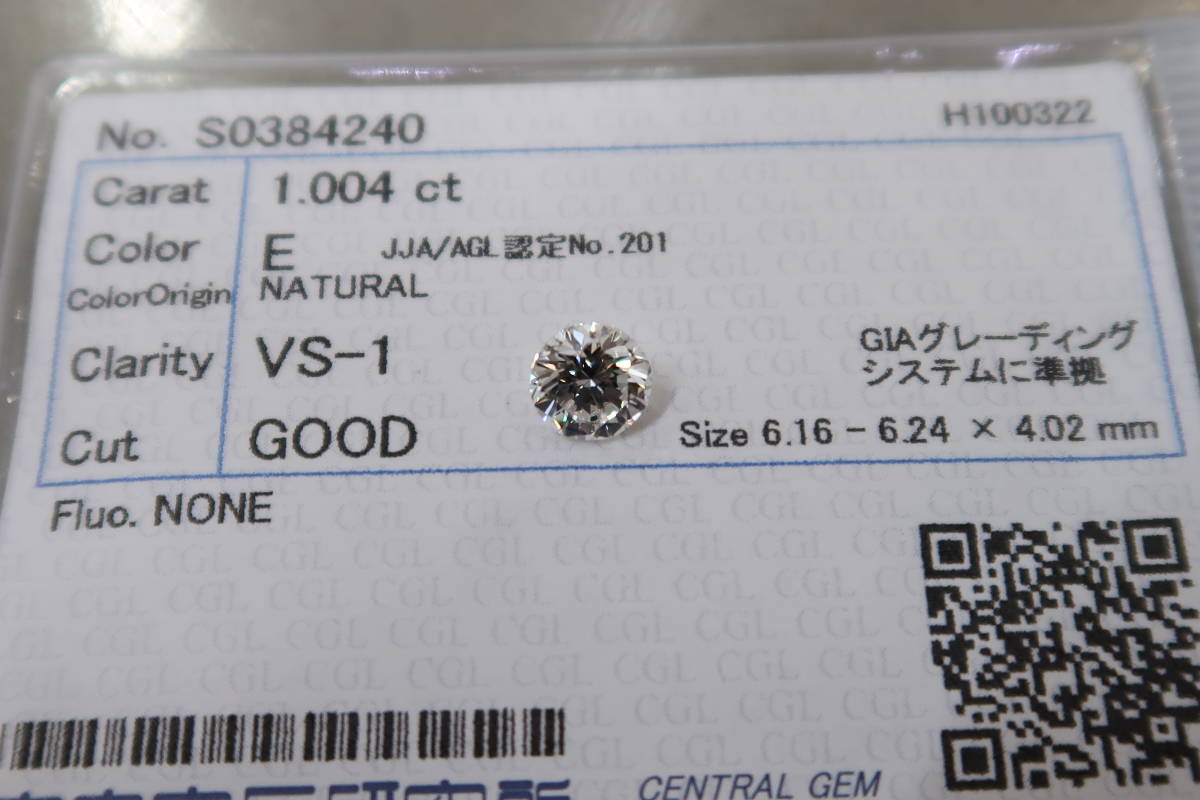 No. S0384240 H100322
Carat 1.004 ct
Color E JJA/AGL認定No.201
ColorOrigin NATURAL
Clarity VS-1
GIAグレーディング
システムに準拠
Cut GOOD
Size 6.16 - 6.24 × 4.02 mm
Fluo. NONE
CENTRAL GEM